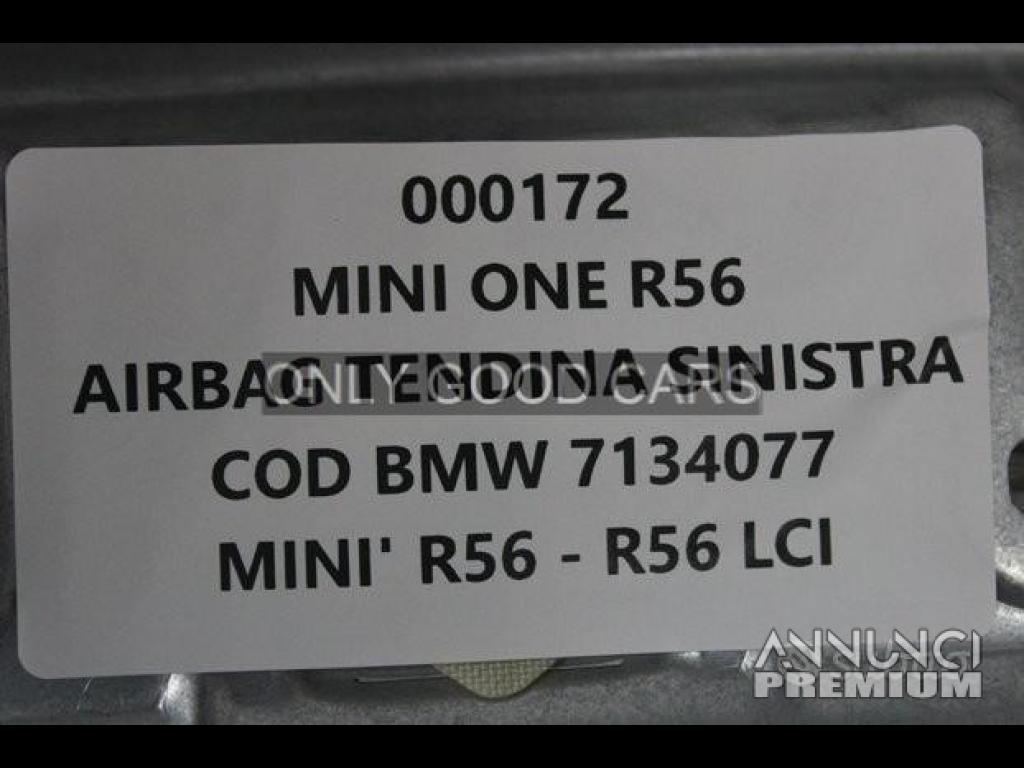 000172
MINI ONE R56
AIRBAG TENDINA SINISTRA
ONLY GOOD CARS
COD BMW 7134077
MINI' R56 - R56 LCI
ANNUNCI
PREMIUM